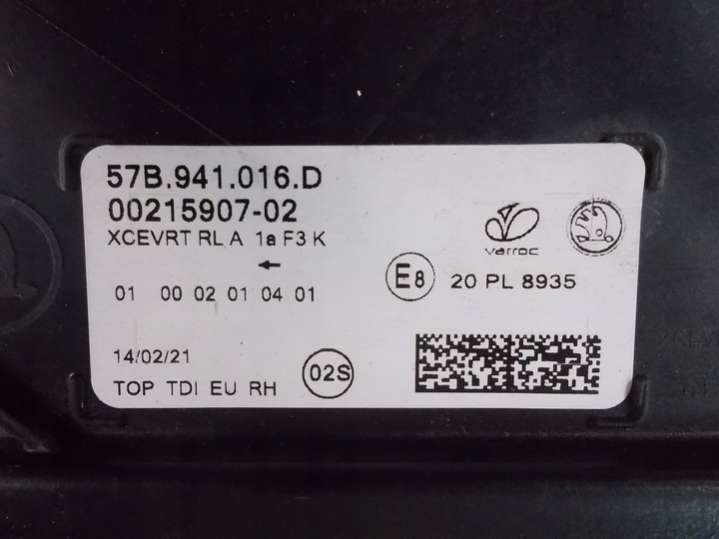 57B.941.016.D
00215907-02
XCEVRT RL A 1a F3 K
varroc
E8 20 PL 8935
01 00 02 01 04 01
14/02/21
TOP TDI EU RH
02S